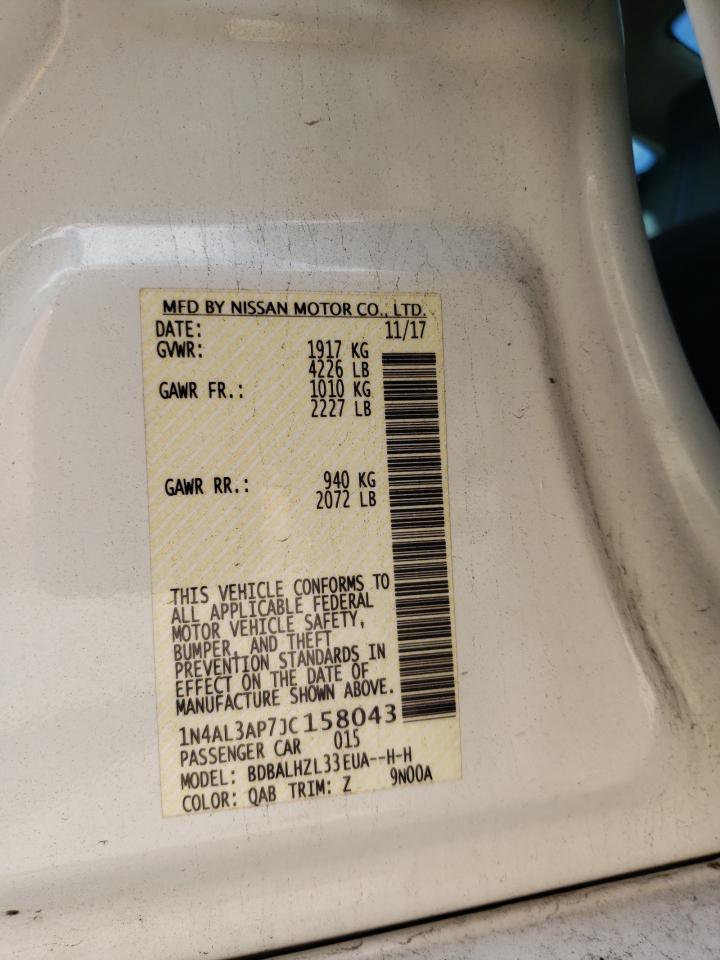 MFD BY NISSAN MOTOR CO., LTD.
DATE: 11/17
GVWR: 1917 KG
4226 LB
GAWR FR.: 1010 KG
2227 LB
GAWR RR.: 940 KG
2072 LB
THIS VEHICLE CONFORMS TO
ALL APPLICABLE FEDERAL
MOTOR VEHICLE SAFETY,
BUMPER, AND THEFT
PREVENTION STANDARDS IN
EFFECT ON THE DATE OF
MANUFACTURE SHOWN ABOVE.
1N4AL3AP7JC158043
PASSENGER CAR 015
MODEL: BDBALHZL33EUA--H-H
COLOR: QAB TRIM: Z 9N00A